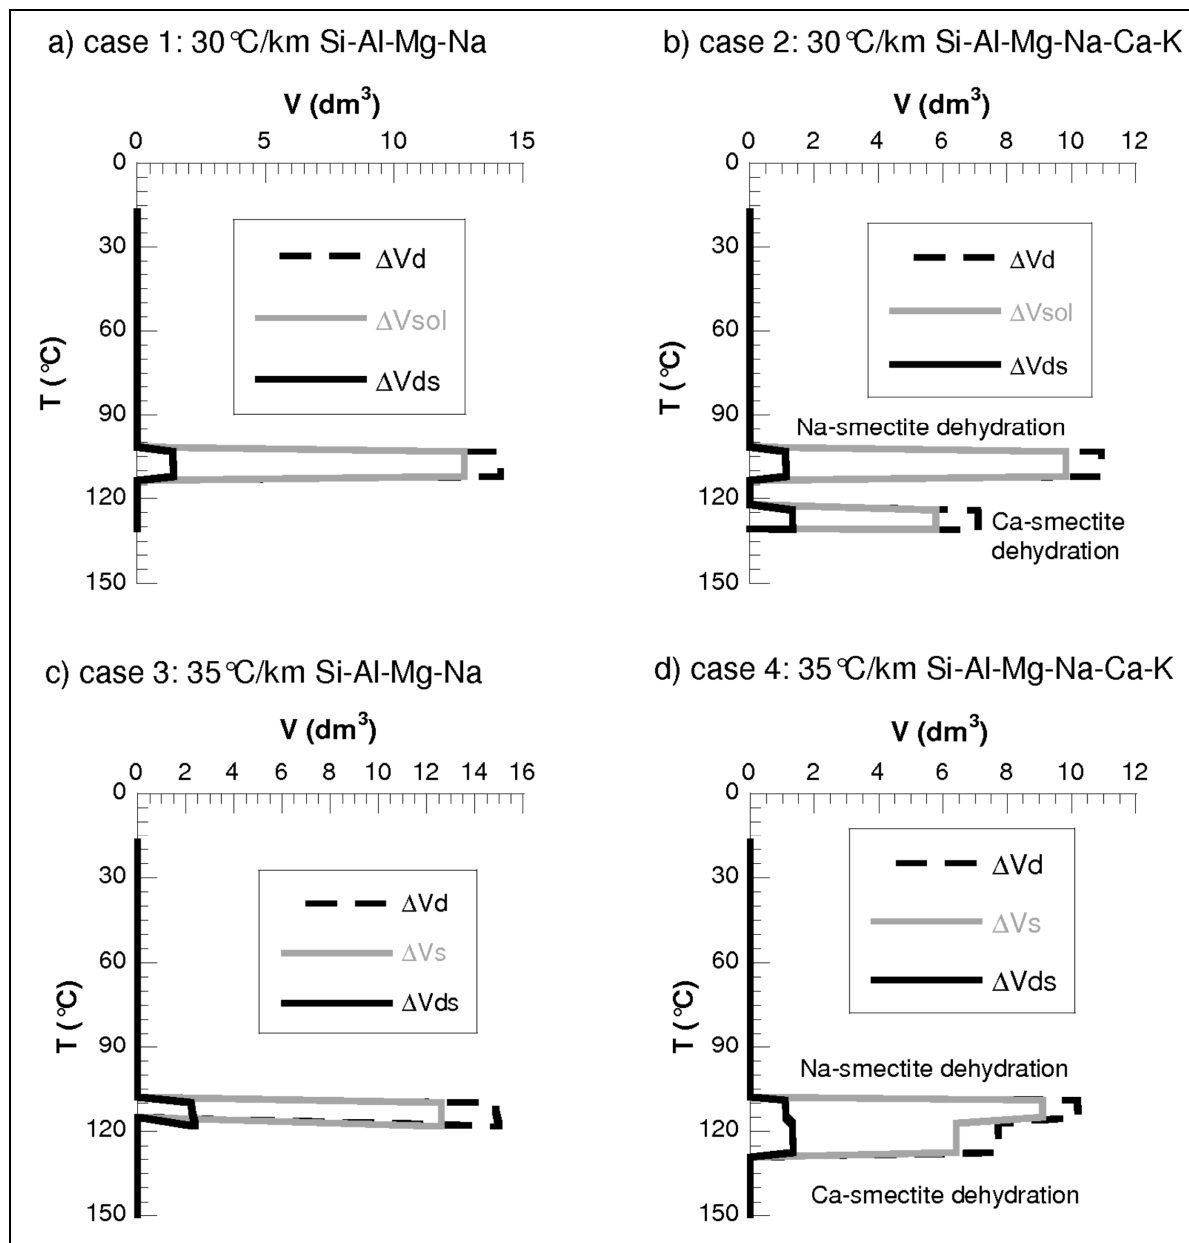 a) case 1: 30°C/km Si-Al-Mg-Na
V (dm³)
0 5 10 15
0
30
60
90
120
150
T (°C)
ΔVd
ΔVsol
ΔVds
b) case 2: 30°C/km Si-Al-Mg-Na-Ca-K
V (dm³)
0 2 4 6 8 10 12
0
30
60
90
120
150
T (°C)
ΔVd
ΔVsol
ΔVds
Na-smectite dehydration
Ca-smectite
dehydration
c) case 3: 35°C/km Si-Al-Mg-Na
V (dm³)
0 2 4 6 8 10 12 14 16
0
30
60
90
120
150
T (°C)
ΔVd
ΔVs
ΔVds
d) case 4: 35°C/km Si-Al-Mg-Na-Ca-K
V (dm³)
0 2 4 6 8 10 12
0
30
60
90
120
150
T (°C)
ΔVd
ΔVs
ΔVds
Na-smectite dehydration
Ca-smectite dehydration